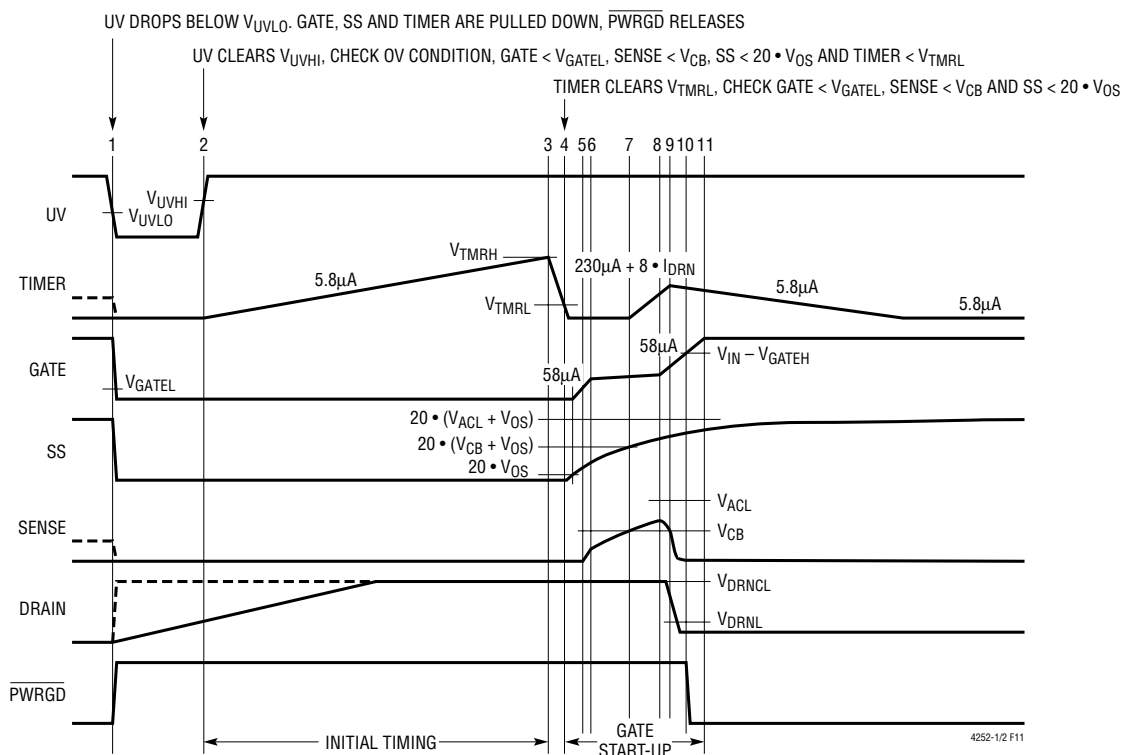 UV DROPS BELOW VUVLO. GATE, SS AND TIMER ARE PULLED DOWN, PWRGD RELEASES
UV CLEARS VUVHI, CHECK OV CONDITION, GATE < VGATEL, SENSE < VCB, SS < 20 • VOS AND TIMER < VTMRL
TIMER CLEARS VTMRL, CHECK GATE < VGATEL, SENSE < VCB AND SS < 20 • VOS
1 2 3 4 5 6 7 8 9 10 11
UV
VUVHI
VUVLO
TIMER
5.8µA
VTMRH
VTMRL
230µA + 8 • IDRN
5.8µA
5.8µA
GATE
VGATEL
58µA
58µA
VIN – VGATEH
SS
20 • (VACL + VOS)
20 • (VCB + VOS)
20 • VOS
SENSE
VACL
VCB
DRAIN
VDRNCL
VDRNL
PWRGD
INITIAL TIMING
GATE
START-UP
4252-1/2 F11